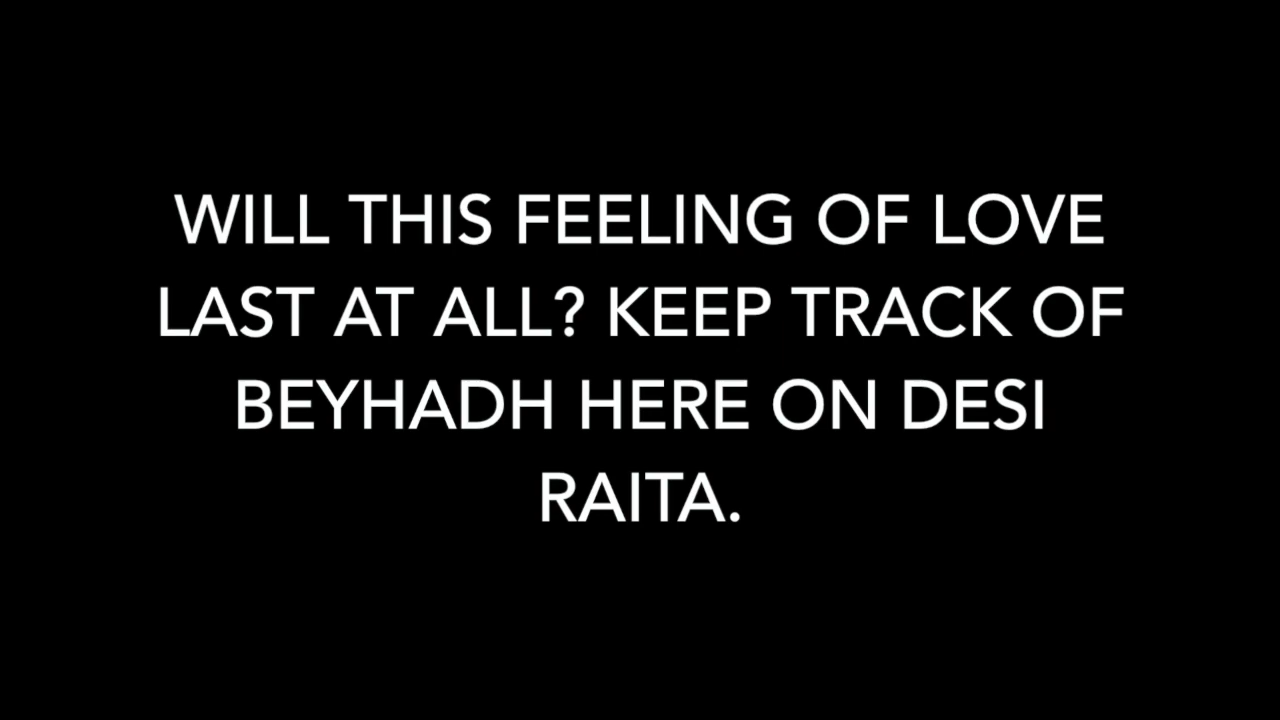 WILL THIS FEELING OF LOVE
LAST AT ALL? KEEP TRACK OF
BEYHADH HERE ON DESI
RAITA.